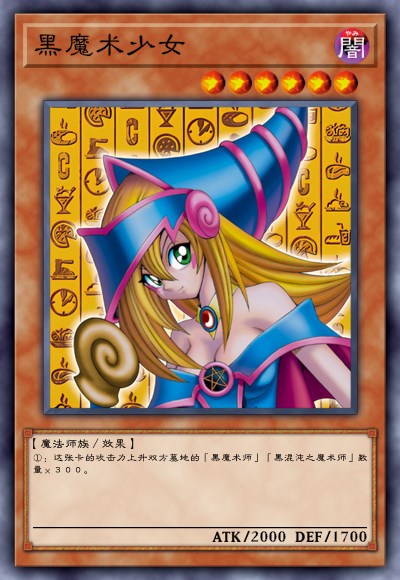 黑魔术少女
やみ
闇
【魔法师族／效果】
①：这张卡的攻击力上升双方墓地的「黑魔术师」「黑混沌之魔术师」数
量×３００。
ATK/2000 DEF/1700